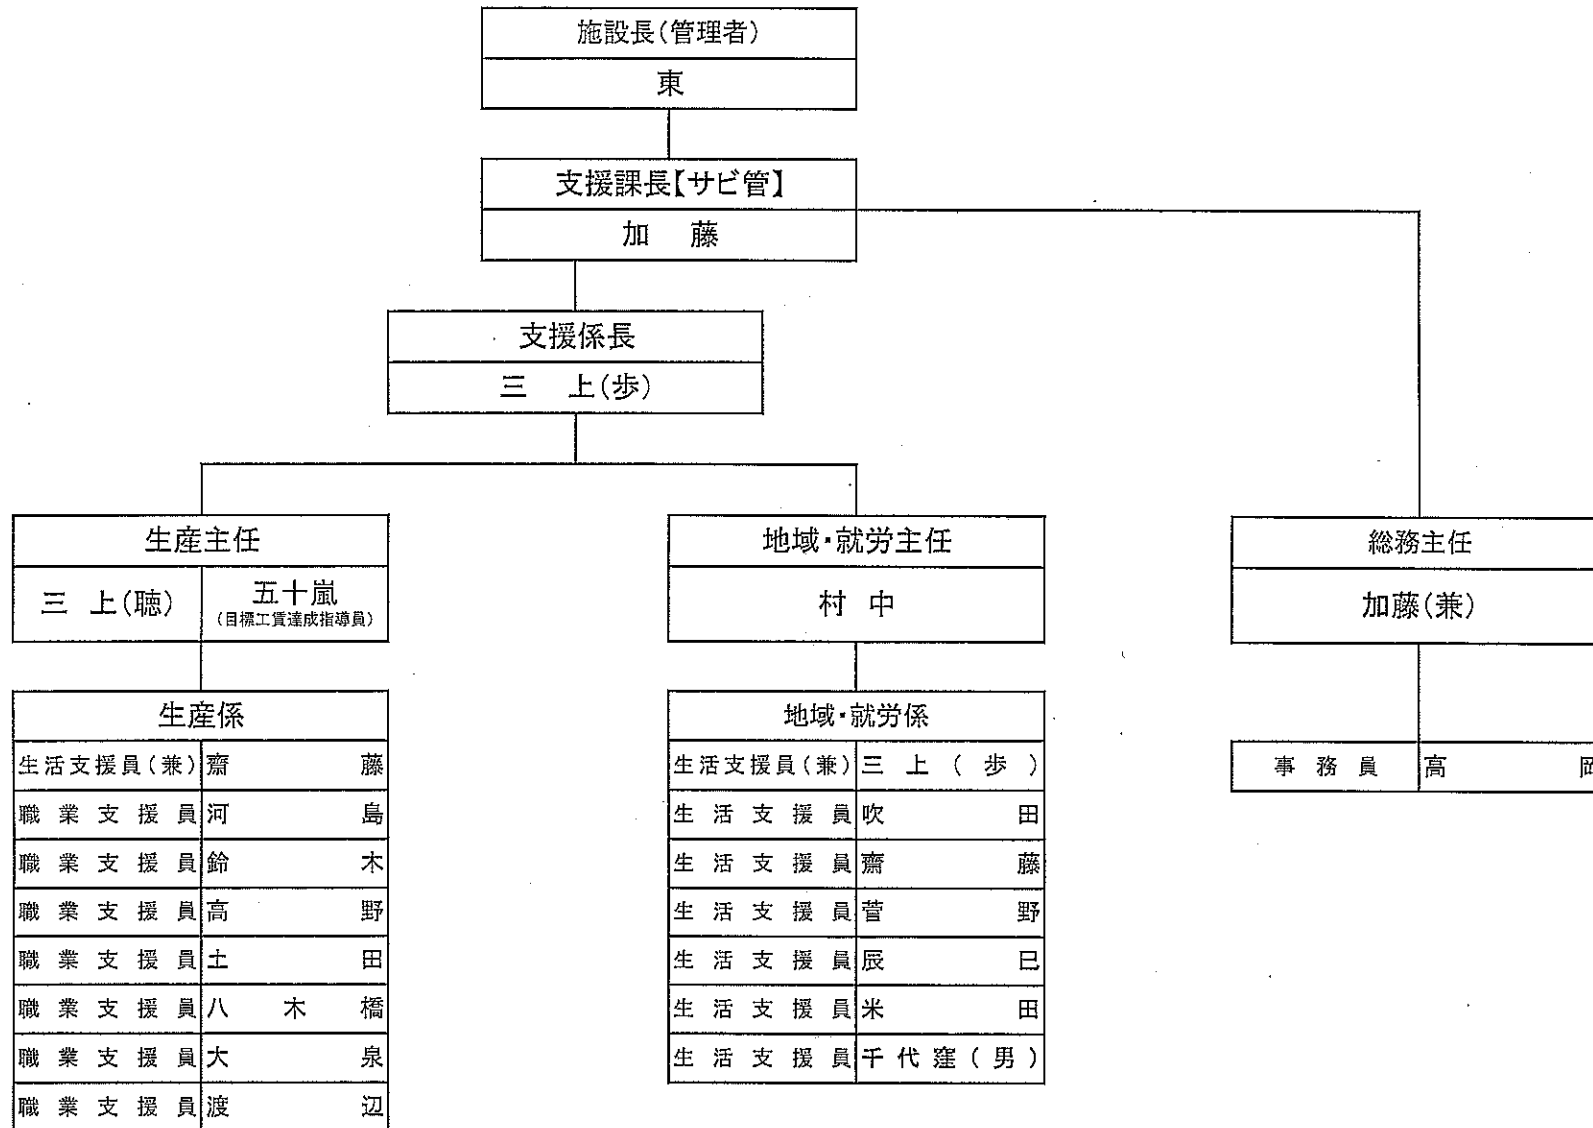 施設長(管理者)
東
支援課長【サビ管】
加 藤
支援係長
三 上(歩)
生産主任
三 上(聴)
五十嵐
(目標工賃達成指導員)
地域・就労主任
村 中
総務主任
加藤(兼)
生産係
生活支援員(兼) 齋藤
職業支援員 河島
職業支援員 鈴木
職業支援員 高野
職業支援員 土田
職業支援員 八木橋
職業支援員 大泉
職業支援員 渡辺
地域・就労係
生活支援員(兼) 三上(歩)
生活支援員 吹田
生活支援員 齋藤
生活支援員 菅野
生活支援員 辰巳
生活支援員 米田
生活支援員 千代窪(男)
事務員 高岡